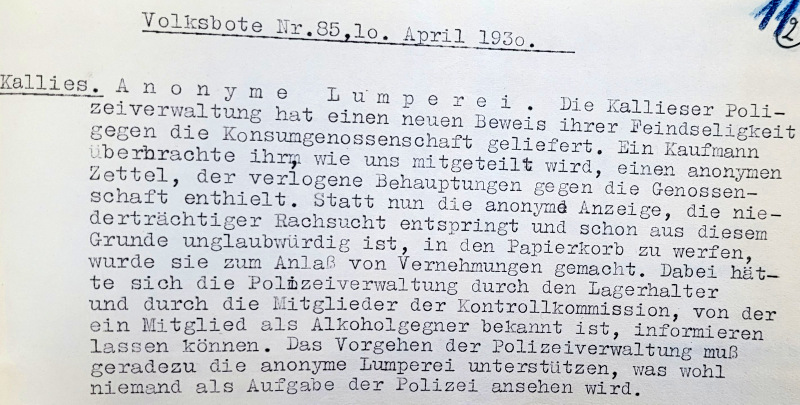 11
2
Volksbote Nr.85,1o. April 193o.
Kallies. A n o n y m e   L u m p e r e i . Die Kallieser Poli-
zeiverwaltung hat einen neuen Beweis ihrer Feindseligkeit
gegen die Konsumgenossenschaft geliefert. Ein Kaufmann
überbrachte ihr, wie uns mitgeteilt wird, einen anonymen
Zettel, der verlogene Behauptungen gegen die Genossen-
schaft enthielt. Statt nun die anonyme Anzeige, die nie-
derträchtiger Rachsucht entspringt und schon aus diesem
Grunde unglaubwürdig ist, in den Papierkorb zu werfen,
wurde sie zum Anlaß von Vernehmungen gemacht. Dabei hät-
te sich die Polizeiverwaltung durch den Lagerhalter
und durch die Mitglieder der Kontrollkommission, von der
ein Mitglied als Alkoholgegner bekannt ist, informieren
lassen können. Das Vorgehen der Polizeiverwaltung muß
geradezu die anonyme Lumperei unterstützen, was wohl
niemand als Aufgabe der Polizei ansehen wird.